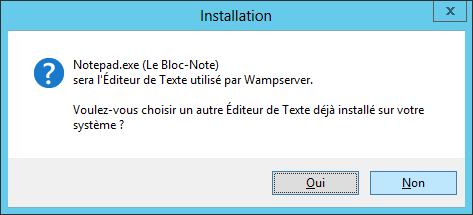 Installation
x
Notepad.exe (Le Bloc-Note)
sera l'Éditeur de Texte utilisé par Wampserver.
Voulez-vous choisir un autre Éditeur de Texte déjà installé sur votre
système ?
Oui
Non